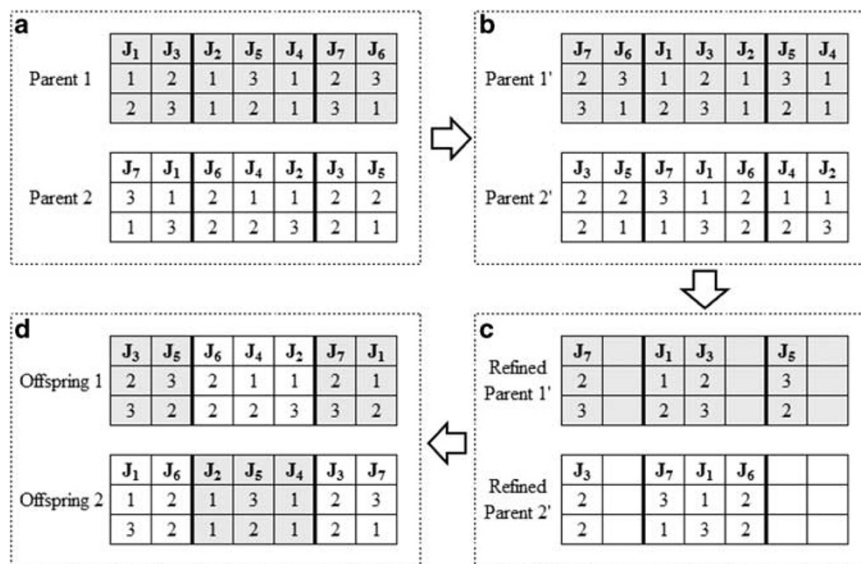 a
J1 J3 J2 J5 J4 J7 J6
Parent 1 1 2 1 3 1 2 3
2 3 1 2 1 3 1
J7 J1 J6 J4 J2 J3 J5
Parent 2 3 1 2 1 1 2 2
1 3 2 2 3 2 1
b
J7 J6 J1 J3 J2 J5 J4
Parent 1' 2 3 1 2 1 3 1
3 1 2 3 1 2 1
J3 J5 J7 J1 J6 J4 J2
Parent 2' 2 2 3 1 2 1 1
2 1 1 3 2 2 3
d
J3 J5 J6 J4 J2 J7 J1
Offspring 1 2 3 2 1 1 2 1
3 2 2 2 3 3 2
J1 J6 J2 J5 J4 J3 J7
Offspring 2 1 2 1 3 1 2 3
3 2 1 2 1 2 1
c
J7 J1 J3 J5
Refined Parent 1' 2 1 2 3
3 2 3 2
J3 J7 J1 J6
Refined Parent 2' 2 3 1 2
2 1 3 2